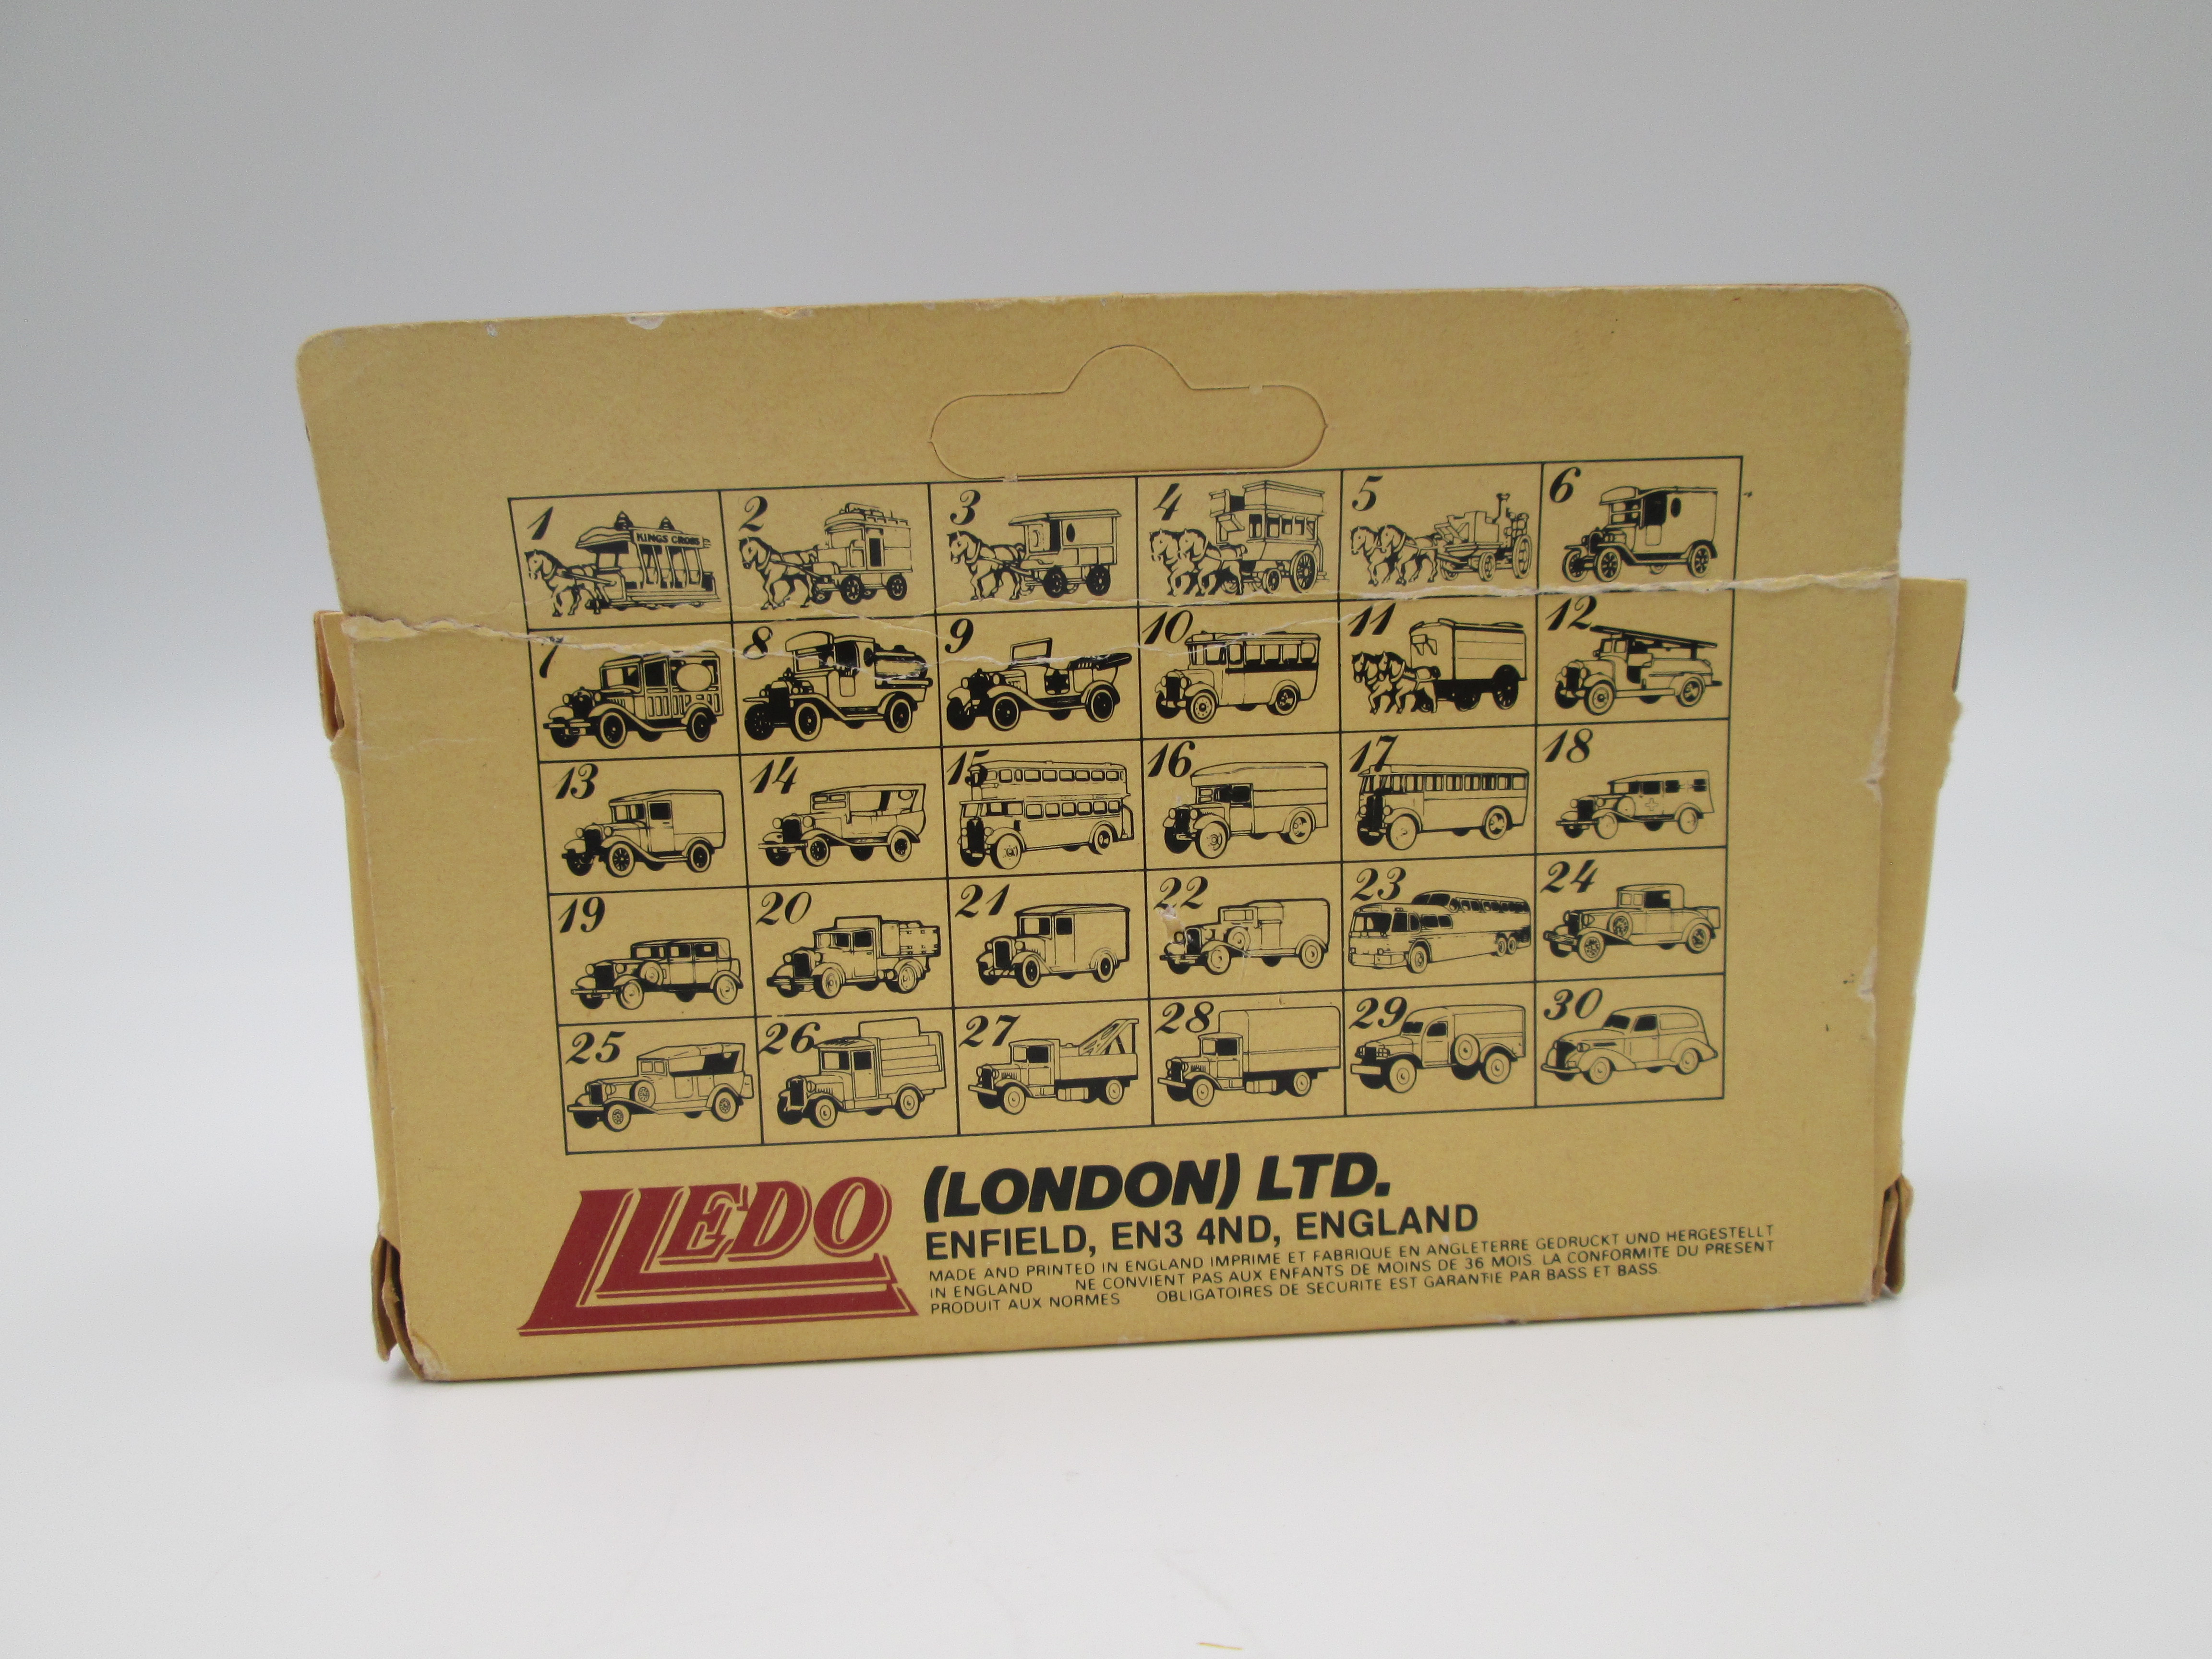 1 2 3 4 5 6
KINGS CROSS
7 8 9 10 11 12
13 14 15 16 17 18
19 20 21 22 23 24
25 26 27 28 29 30
LLEDO
(LONDON) LTD.
ENFIELD, EN3 4ND, ENGLAND
MADE AND PRINTED IN ENGLAND IMPRIME ET FABRIQUE EN ANGLETERRE GEDRUCKT UND HERGESTELLT
IN ENGLAND NE CONVIENT PAS AUX ENFANTS DE MOINS DE 36 MOIS. LA CONFORMITE DU PRESENT
PRODUIT AUX NORMES OBLIGATOIRES DE SECURITE EST GARANTIE PAR BASS ET BASS.